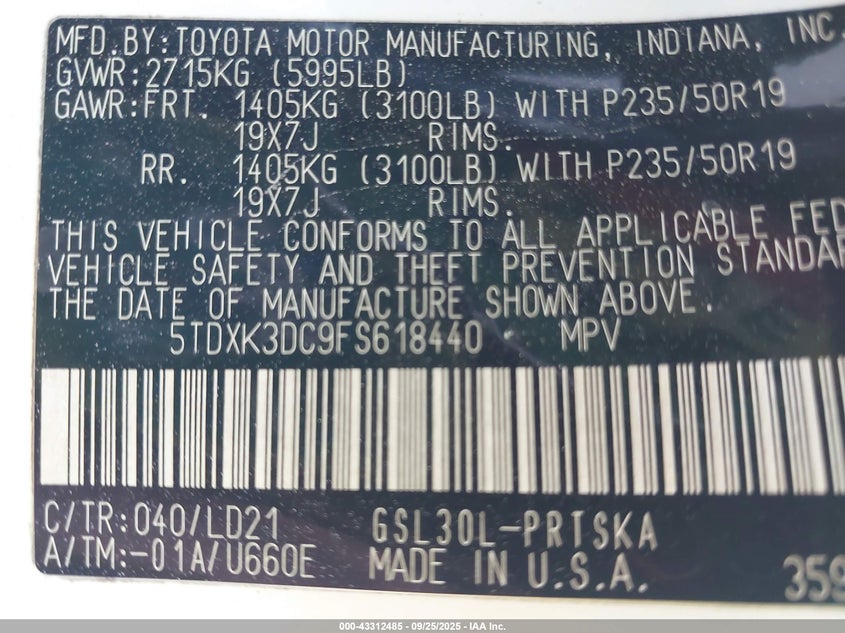 MFD.BY:TOYOTA MOTOR MANUFACTURING, INDIANA, INC.
GVWR:2715KG (5995LB)
GAWR:FRT. 1405KG (3100LB) WITH P235/50R19
19X7J RIMS.
RR. 1405KG (3100LB) WITH P235/50R19
19X7J RIMS.
THIS VEHICLE CONFORMS TO ALL APPLICABLE FED
VEHICLE SAFETY AND THEFT PREVENTION STANDAR
THE DATE OF MANUFACTURE SHOWN ABOVE.
5TDXK3DC9FS618440 MPV
C/TR:040/LD21 GSL30L-PRTSKA
A/TM:-01A/U660E MADE IN U.S.A. 359
000-43312485 - 09/25/2025 - IAA Inc.